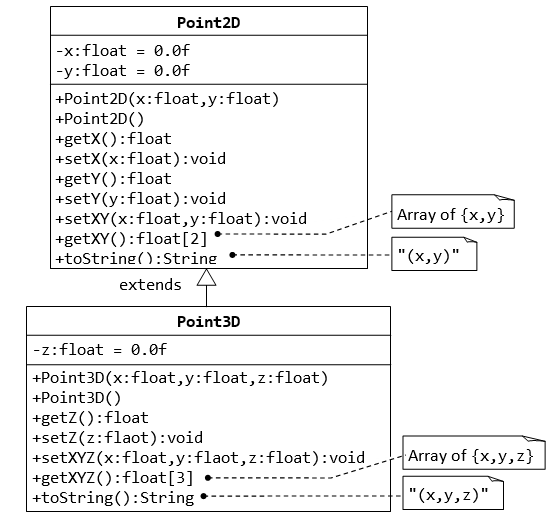 Point2D
-x:float = 0.0f
-y:float = 0.0f
+Point2D(x:float,y:float)
+Point2D()
+getX():float
+setX(x:float):void
+getY():float
+setY(y:float):void
+setXY(x:float,y:float):void
+getXY():float[2]
Array of {x,y}
+toString():String
"(x,y)"
extends
Point3D
-z:float = 0.0f
+Point3D(x:float,y:float,z:float)
+Point3D()
+getZ():float
+setZ(z:flaot):void
+setXYZ(x:float,y:flaot,z:float):void
+getXYZ():float[3]
Array of {x,y,z}
+toString():String
"(x,y,z)"